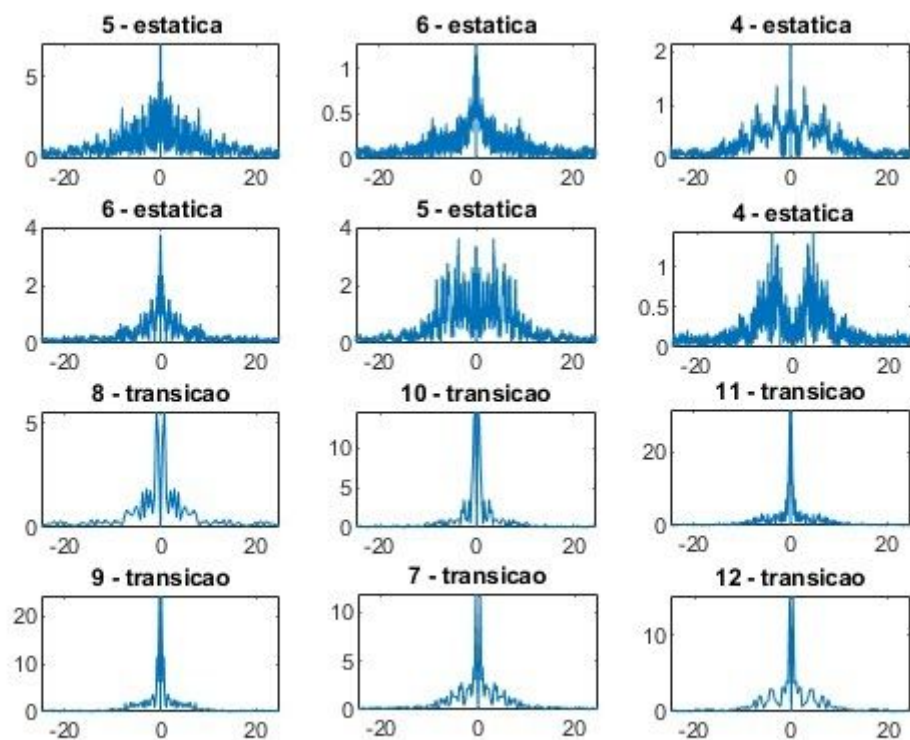 5 - estatica 6 - estatica 4 - estatica
5 1 2
0.5 1
0 0 0
-20 0 20 -20 0 20 -20 0 20
6 - estatica 5 - estatica 4 - estatica
4 4 1
2 2 0.5
0 0 0
-20 0 20 -20 0 20 -20 0 20
8 - transicao 10 - transicao 11 - transicao
5 10 20
5
0 0 0
-20 0 20 -20 0 20 -20 0 20
9 - transicao 7 - transicao 12 - transicao
20 10 10
10 5
0 0 0
-20 0 20 -20 0 20 -20 0 20